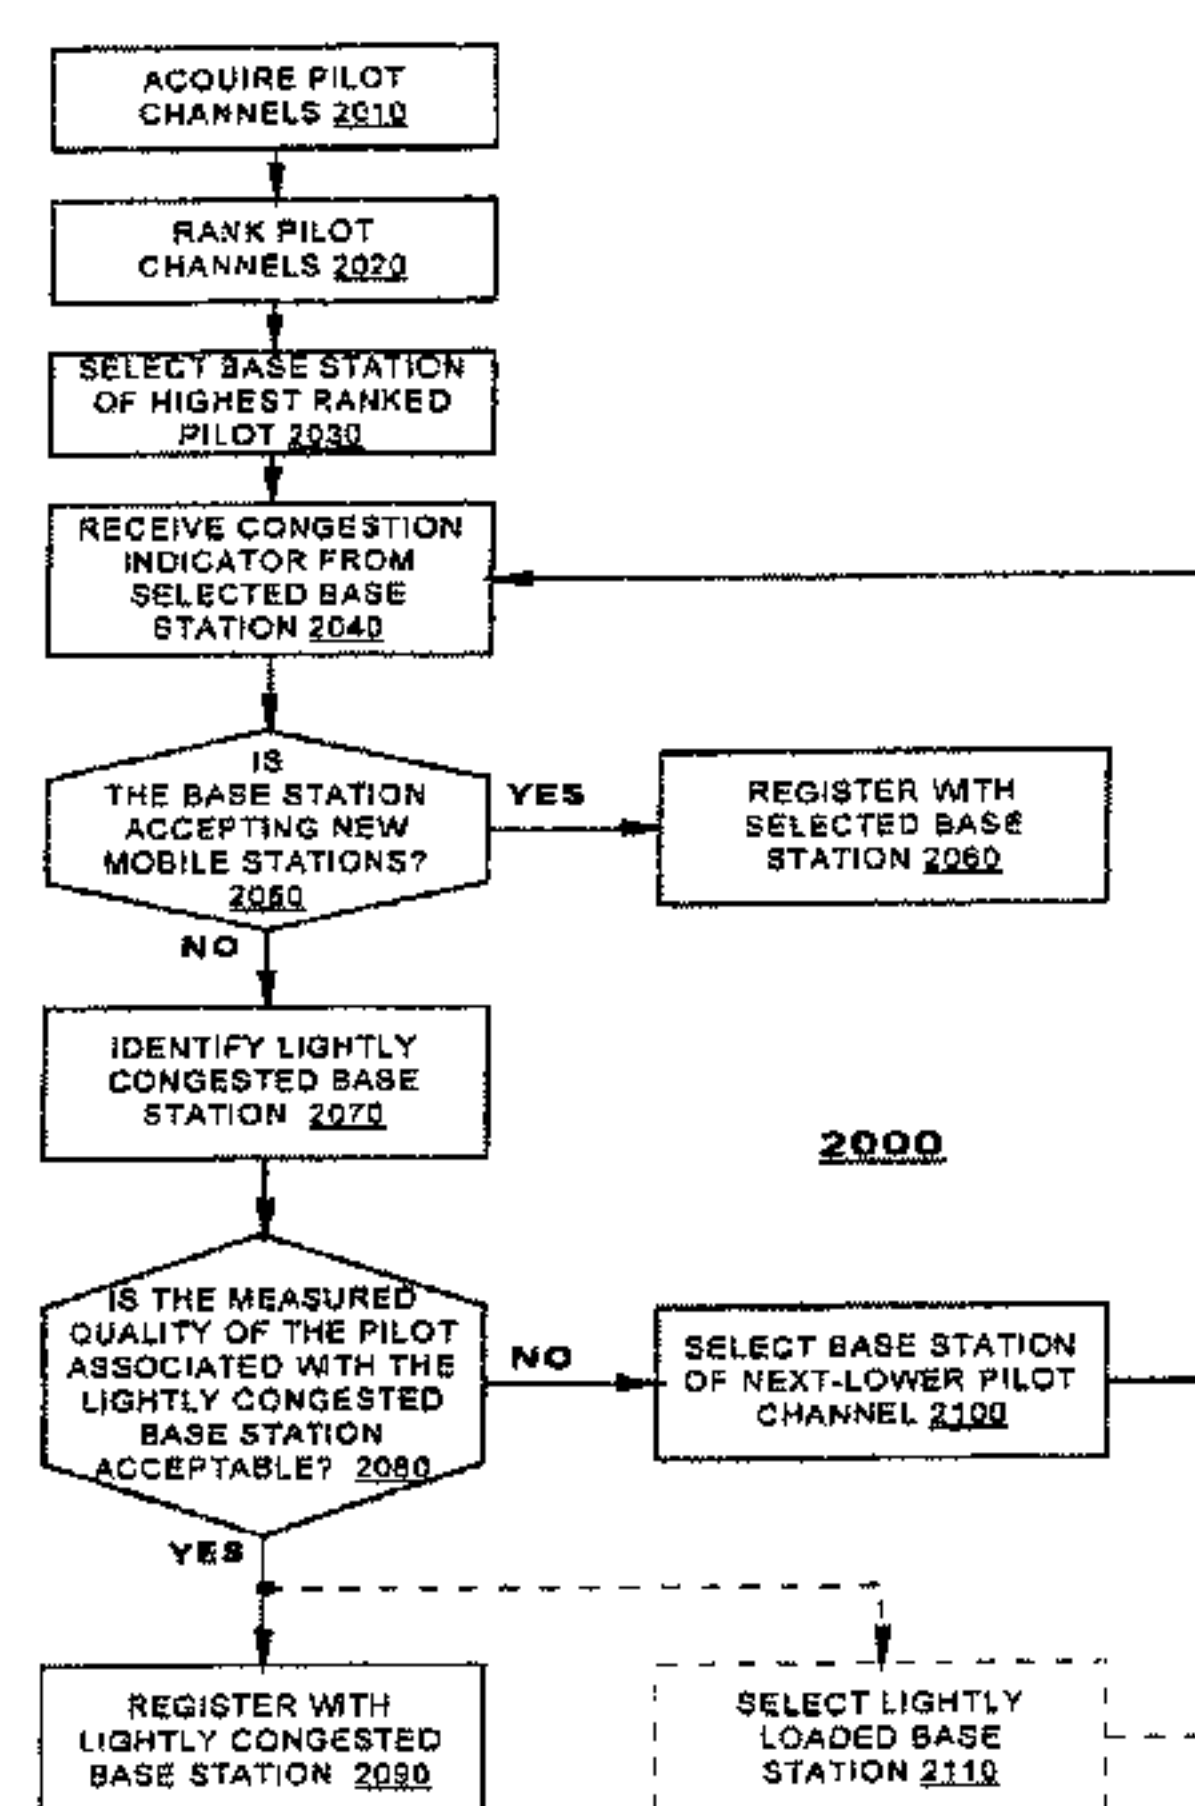 ACQUIRE PILOT
CHANNELS 2010
RANK PILOT
CHANNELS 2020
SELECT BASE STATION
OF HIGHEST RANKED
PILOT 2030
RECEIVE CONGESTION
INDICATOR FROM
SELECTED BASE
STATION 2040
IS
THE BASE STATION
ACCEPTING NEW
MOBILE STATIONS?
2050
YES
REGISTER WITH
SELECTED BASE
STATION 2060
NO
IDENTIFY LIGHTLY
CONGESTED BASE
STATION 2070
2000
IS THE MEASURED
QUALITY OF THE PILOT
ASSOCIATED WITH THE
LIGHTLY CONGESTED
BASE STATION
ACCEPTABLE? 2080
NO
SELECT BASE STATION
OF NEXT-LOWER PILOT
CHANNEL 2100
YES
REGISTER WITH
LIGHTLY CONGESTED
BASE STATION 2090
SELECT LIGHTLY
LOADED BASE
STATION 2110